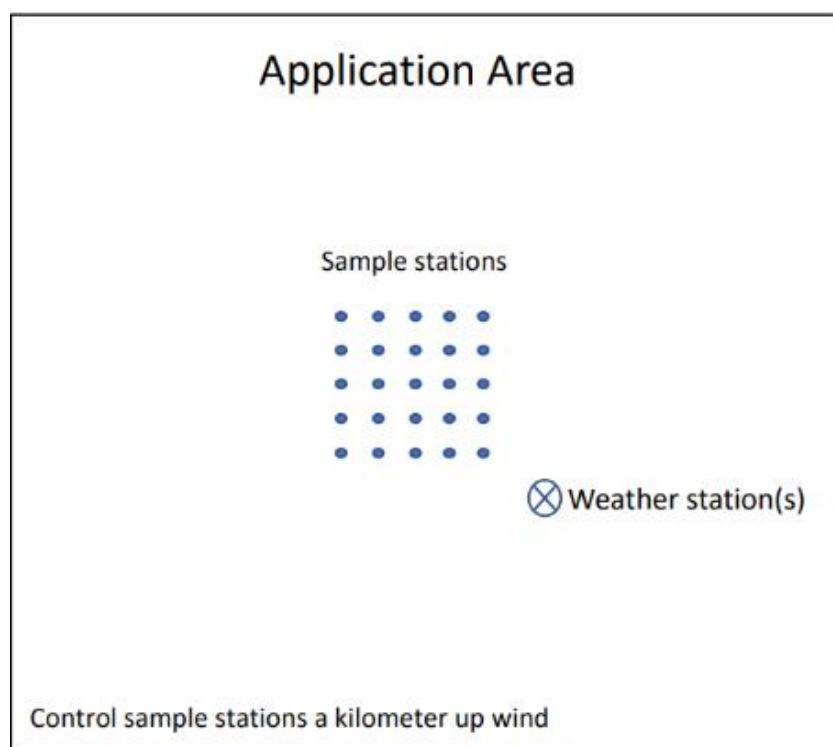 Application Area
Sample stations
Weather station(s)
Control sample stations a kilometer up wind